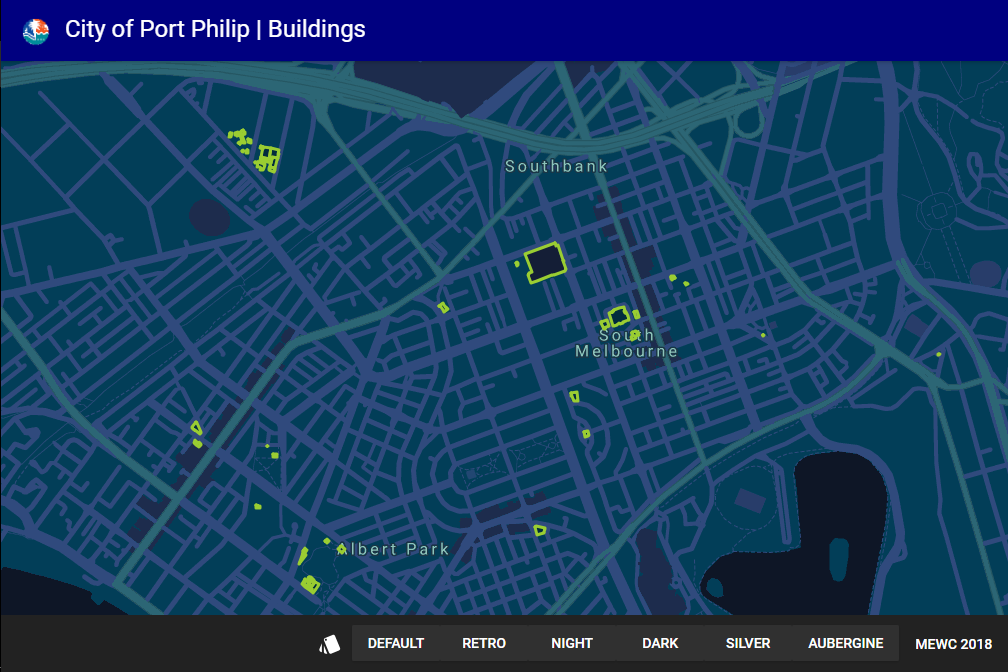 City of Port Philip | Buildings
Southbank
South
Melbourne
Albert Park
DEFAULT RETRO NIGHT DARK SILVER AUBERGINE MEWC 2018